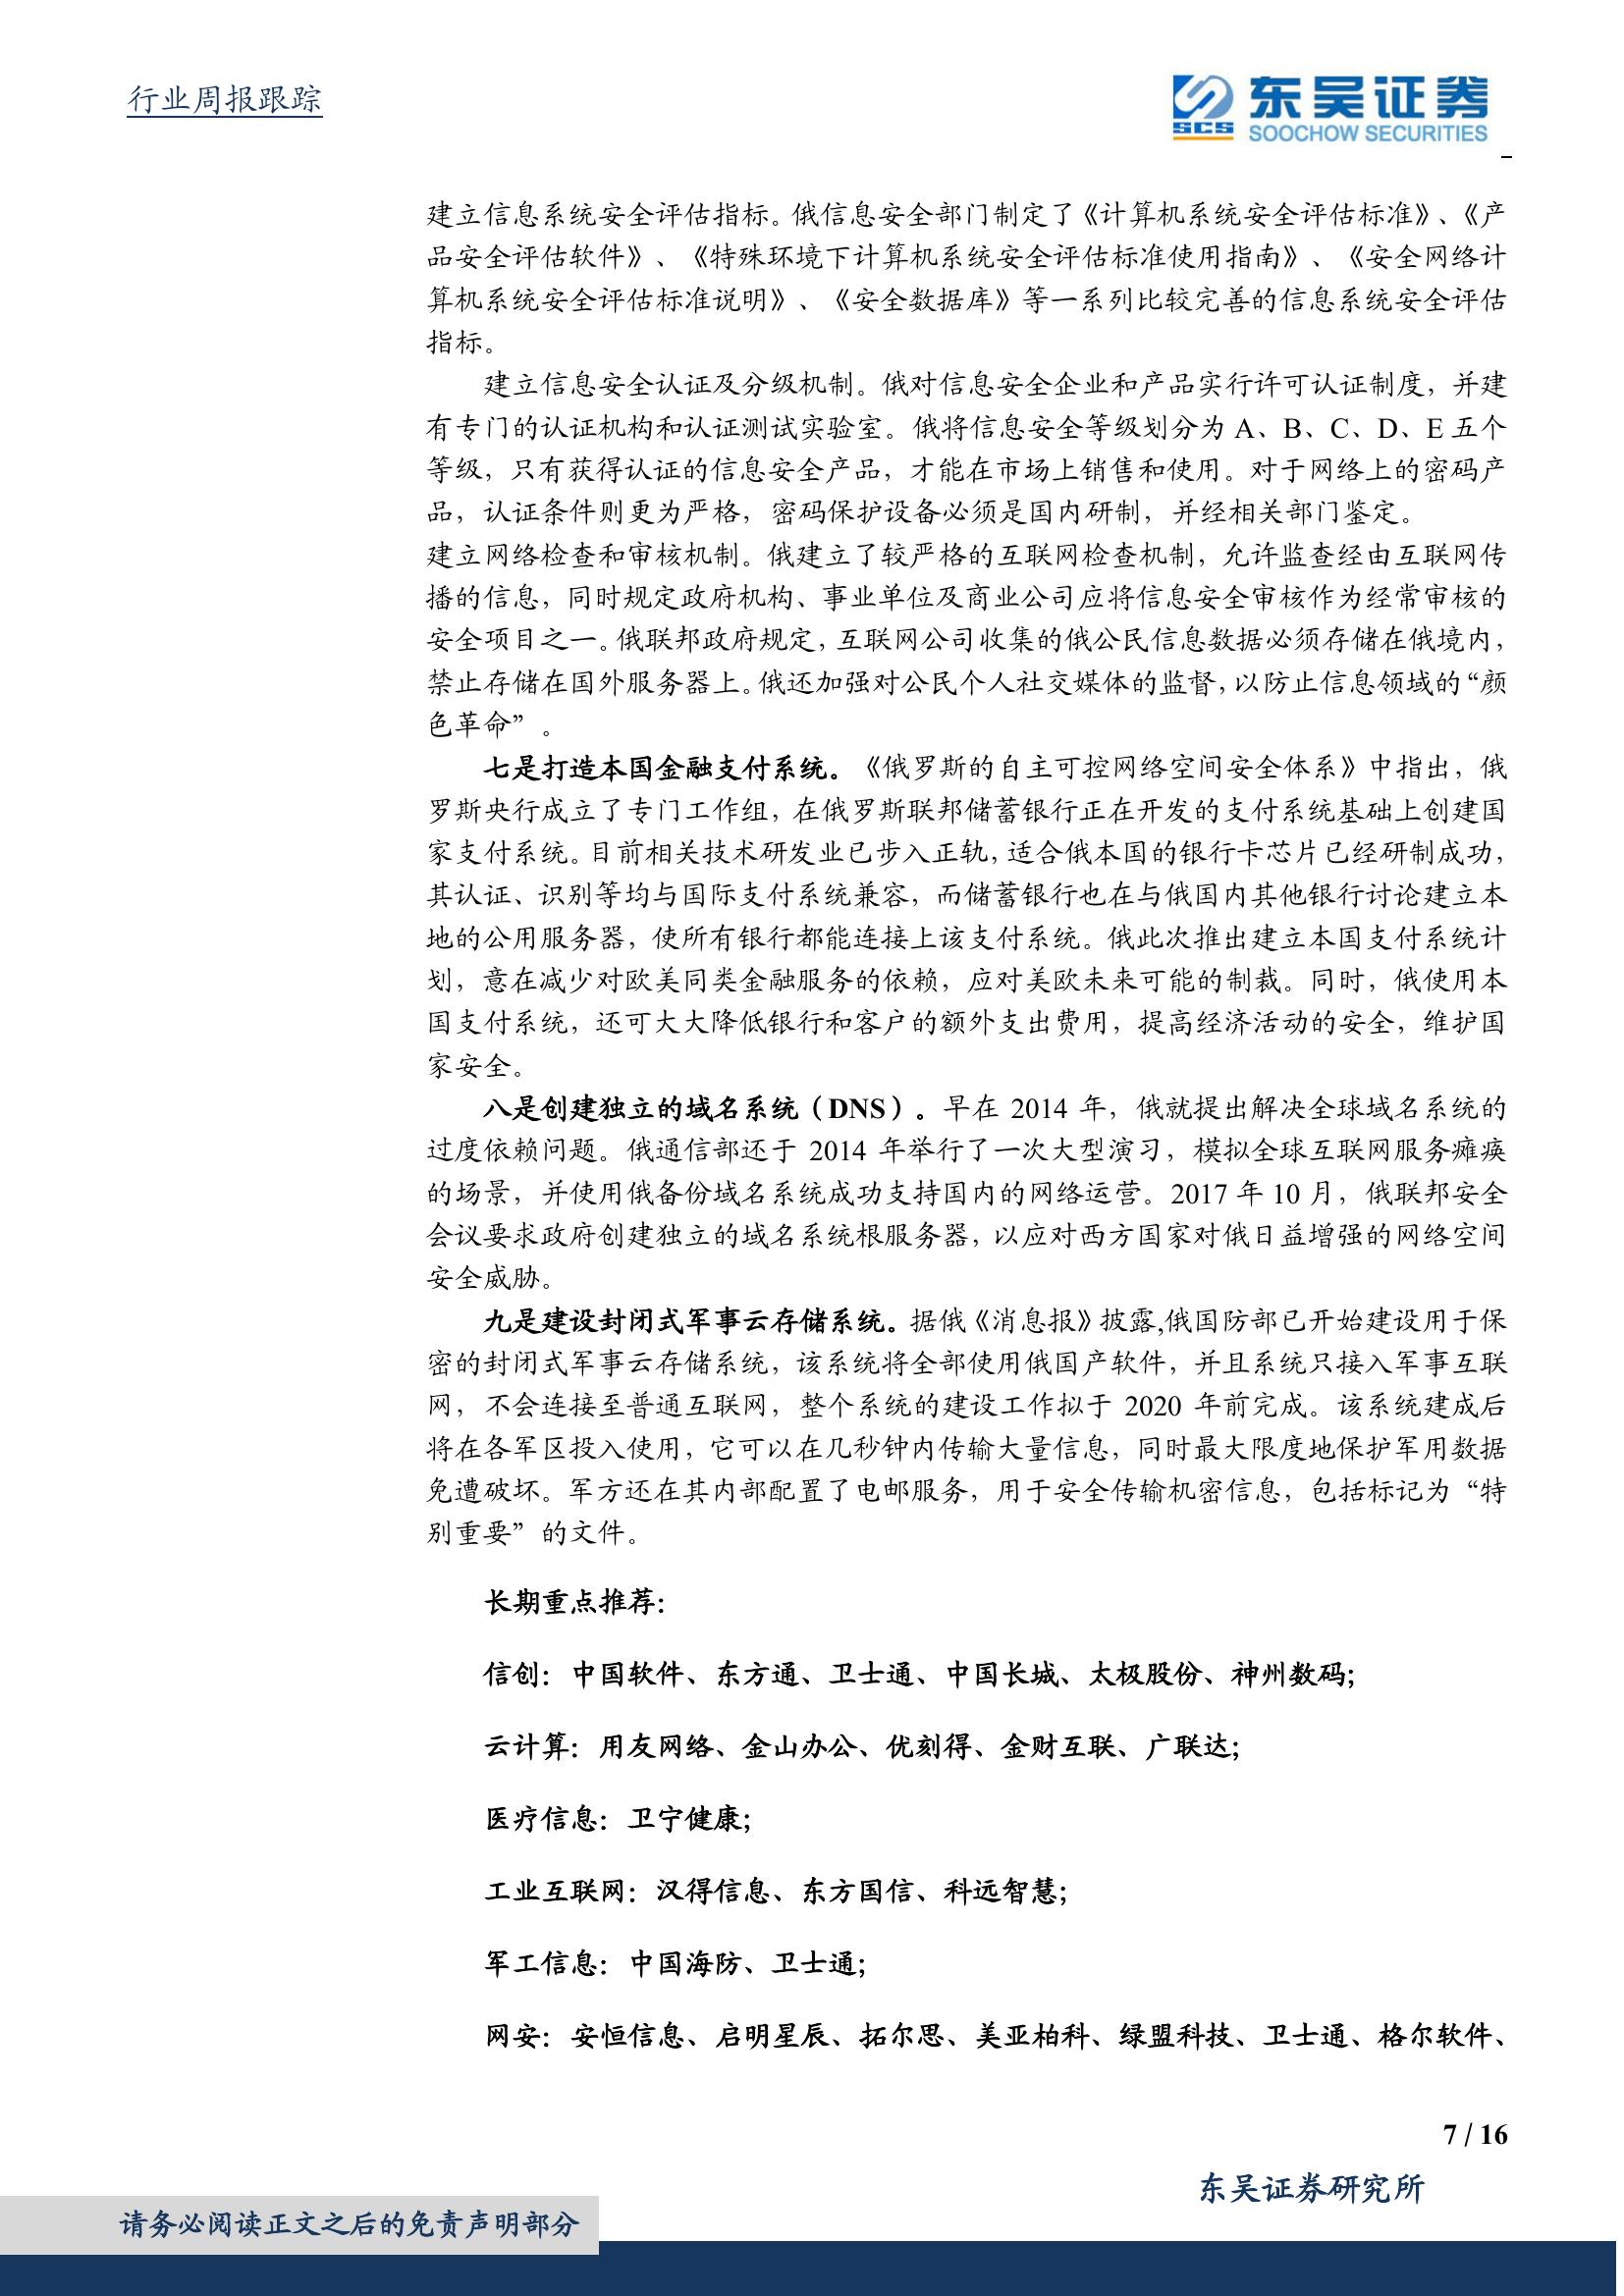 行业周报跟踪
东吴证券
SCS
SOOCHOW SECURITIES
建立信息系统安全评估指标。俄信息安全部门制定了《计算机系统安全评估标准》、《产
品安全评估软件》、《特殊环境下计算机系统安全评估标准使用指南》、《安全网络计
算机系统安全评估标准说明》、《安全数据库》等一系列比较完善的信息系统安全评估
指标。
建立信息安全认证及分级机制。俄对信息安全企业和产品实行许可认证制度，并建
有专门的认证机构和认证测试实验室。俄将信息安全等级划分为 A、B、C、D、E 五个
等级，只有获得认证的信息安全产品，才能在市场上销售和使用。对于网络上的密码产
品，认证条件则更为严格，密码保护设备必须是国内研制，并经相关部门鉴定。
建立网络检查和审核机制。俄建立了较严格的互联网检查机制，允许监查经由互联网传
播的信息，同时规定政府机构、事业单位及商业公司应将信息安全审核作为经常审核的
安全项目之一。俄联邦政府规定，互联网公司收集的俄公民信息数据必须存储在俄境内，
禁止存储在国外服务器上。俄还加强对公民个人社交媒体的监督，以防止信息领域的“颜
色革命”。
七是打造本国金融支付系统。《俄罗斯的自主可控网络空间安全体系》中指出，俄
罗斯央行成立了专门工作组，在俄罗斯联邦储蓄银行正在开发的支付系统基础上创建国
家支付系统。目前相关技术研发业已步入正轨，适合俄本国的银行卡芯片已经研制成功，
其认证、识别等均与国际支付系统兼容，而储蓄银行也在与俄国内其他银行讨论建立本
地的公用服务器，使所有银行都能连接上该支付系统。俄此次推出建立本国支付系统计
划，意在减少对欧美同类金融服务的依赖，应对美欧未来可能的制裁。同时，俄使用本
国支付系统，还可大大降低银行和客户的额外支出费用，提高经济活动的安全，维护国
家安全。
八是创建独立的域名系统（DNS）。早在 2014 年，俄就提出解决全球域名系统的
过度依赖问题。俄通信部还于 2014 年举行了一次大型演习，模拟全球互联网服务瘫痪
的场景，并使用俄备份域名系统成功支持国内的网络运营。2017 年 10 月，俄联邦安全
会议要求政府创建独立的域名系统根服务器，以应对西方国家对俄日益增强的网络空间
安全威胁。
九是建设封闭式军事云存储系统。据俄《消息报》披露,俄国防部已开始建设用于保
密的封闭式军事云存储系统，该系统将全部使用俄国产软件，并且系统只接入军事互联
网，不会连接至普通互联网，整个系统的建设工作拟于 2020 年前完成。该系统建成后
将在各军区投入使用，它可以在几秒钟内传输大量信息，同时最大限度地保护军用数据
免遭破坏。军方还在其内部配置了电邮服务，用于安全传输机密信息，包括标记为“特
别重要”的文件。
长期重点推荐：
信创：中国软件、东方通、卫士通、中国长城、太极股份、神州数码；
云计算：用友网络、金山办公、优刻得、金财互联、广联达；
医疗信息：卫宁健康；
工业互联网：汉得信息、东方国信、科远智慧；
军工信息：中国海防、卫士通；
网安：安恒信息、启明星辰、拓尔思、美亚柏科、绿盟科技、卫士通、格尔软件、
7 / 16
东吴证券研究所
请务必阅读正文之后的免责声明部分